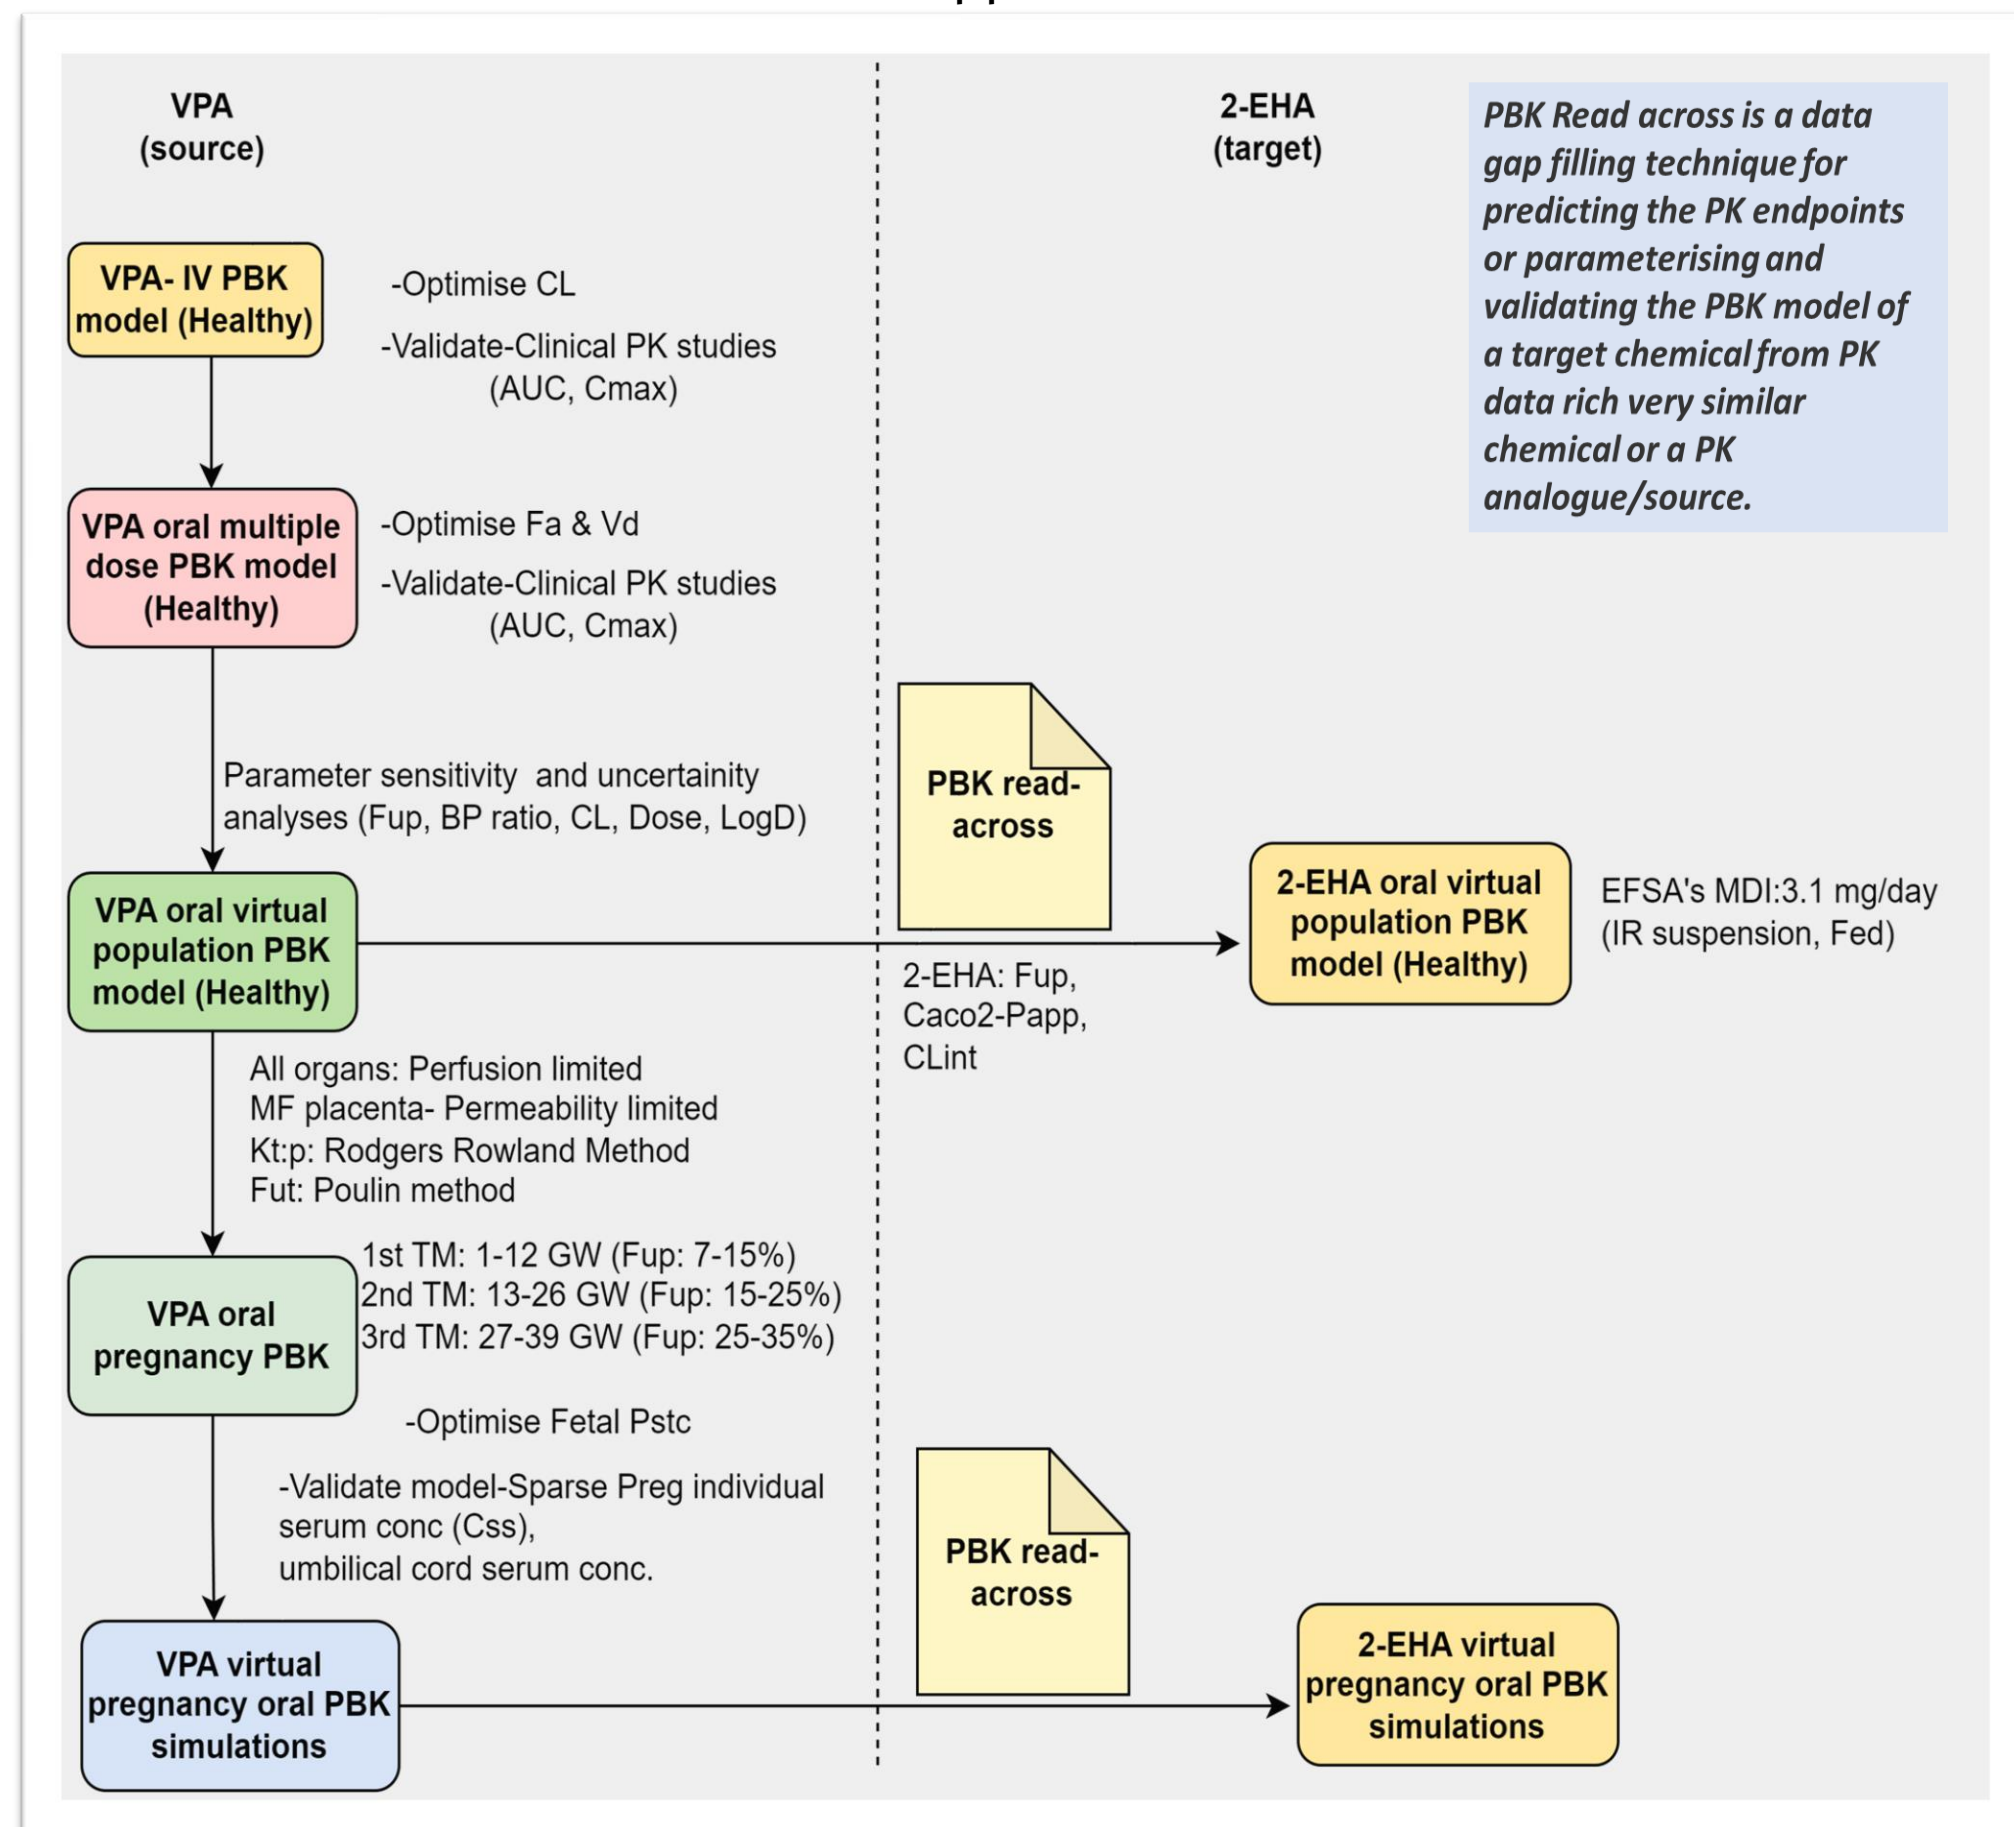 VPA
(source)
2-EHA
(target)
PBK Read across is a data
gap filling technique for
predicting the PK endpoints
or parameterising and
validating the PBK model of
a target chemical from PK
data rich very similar
chemical or a PK
analogue/source.
VPA- IV PBK
model (Healthy)
-Optimise CL
-Validate-Clinical PK studies
(AUC, Cmax)
VPA oral multiple
dose PBK model
(Healthy)
-Optimise Fa & Vd
-Validate-Clinical PK studies
(AUC, Cmax)
Parameter sensitivity and uncertainity
analyses (Fup, BP ratio, CL, Dose, LogD)
PBK read-
across
VPA oral virtual
population PBK
model (Healthy)
2-EHA oral virtual
population PBK
model (Healthy)
EFSA's MDI:3.1 mg/day
(IR suspension, Fed)
2-EHA: Fup,
Caco2-Papp,
CLint
All organs: Perfusion limited
MF placenta- Permeability limited
Kt:p: Rodgers Rowland Method
Fut: Poulin method
VPA oral
pregnancy PBK
1st TM: 1-12 GW (Fup: 7-15%)
2nd TM: 13-26 GW (Fup: 15-25%)
3rd TM: 27-39 GW (Fup: 25-35%)
-Optimise Fetal Pstc
-Validate model-Sparse Preg individual
serum conc (Css),
umbilical cord serum conc.
PBK read-
across
VPA virtual
pregnancy oral PBK
simulations
2-EHA virtual
pregnancy oral PBK
simulations